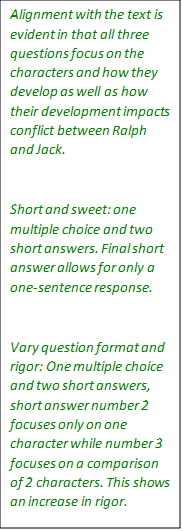 Alignment with the text is
evident in that all three
questions focus on the
characters and how they
develop as well as how
their development impacts
conflict between Ralph
and Jack.
Short and sweet: one
multiple choice and two
short answers. Final short
answer allows for only a
one-sentence response.
Vary question format and
rigor: One multiple choice
and two short answers,
short answer number 2
focuses only on one
character while number 3
focuses on a comparison
of 2 characters. This shows
an increase in rigor.